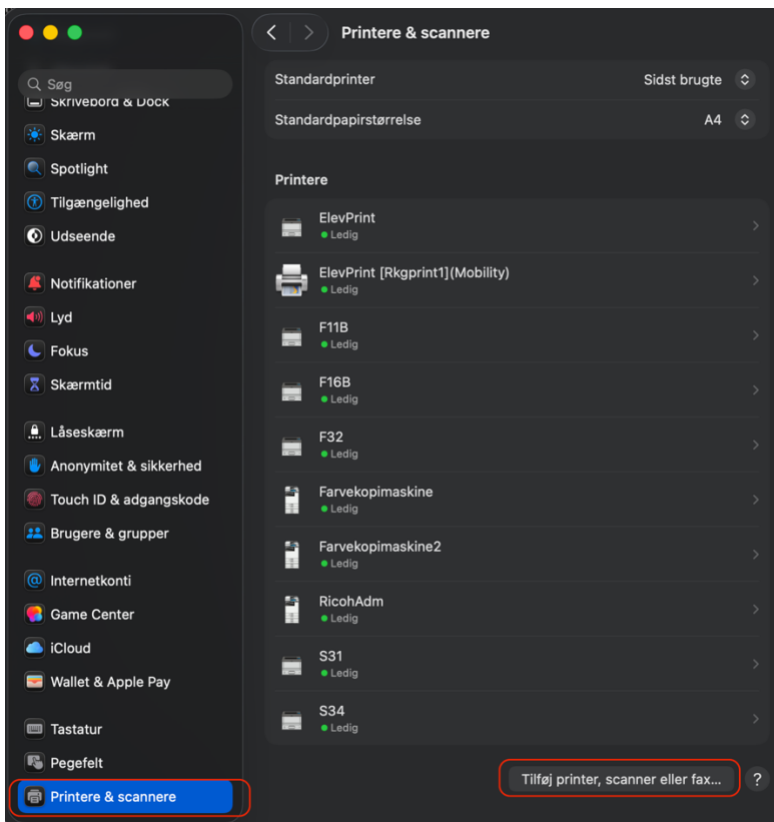 Søg
Skrivebord & Dock
Skærm
Spotlight
Tilgængelighed
Udseende
Notifikationer
Lyd
Fokus
Skærmtid
Låseskærm
Anonymitet & sikkerhed
Touch ID & adgangskode
Brugere & grupper
Internetkonti
Game Center
iCloud
Wallet & Apple Pay
Tastatur
Pegefelt
Printere & scannere
Printere & scannere
Standardprinter Sidst brugte
Standardpapirstørrelse A4
Printere
ElevPrint
Ledig
ElevPrint [Rkgprint1](Mobility)
Ledig
F11B
Ledig
F16B
Ledig
F32
Ledig
Farvekopimaskine
Ledig
Farvekopimaskine2
Ledig
RicohAdm
Ledig
S31
Ledig
S34
Ledig
Tilføj printer, scanner eller fax... ?